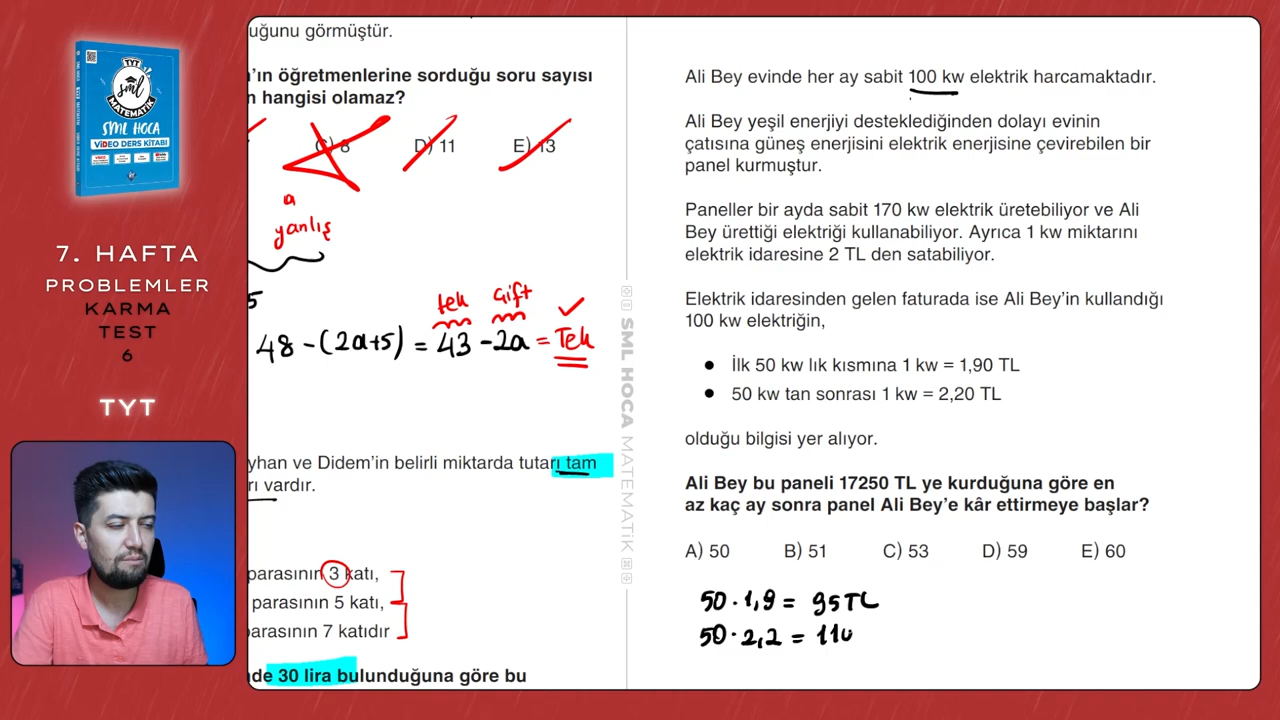 TYT
sml
MATEMATİK
SML HOCA
VİDEO DERS KİTABI
7. HAFTA
PROBLEMLER
KARMA
TEST
6
TYT
uğunu görmüştür.
ın öğretmenlerine sorduğu soru sayısı
n hangisi olamaz?
C) 8 D) 11 E) 13
a
yanlış
5
tek çift
48 - (2a+5) = 43 - 2a = Tek
yhan ve Didem'in belirli miktarda tutarı tam
rı vardır.
parasının 3 katı,
parasının 5 katı,
parasının 7 katıdır
nde 30 lira bulunduğuna göre bu
SML HOCA MATEMATİK
Ali Bey evinde her ay sabit 100 kw elektrik harcamaktadır.
Ali Bey yeşil enerjiyi desteklediğinden dolayı evinin
çatısına güneş enerjisini elektrik enerjisine çevirebilen bir
panel kurmuştur.
Paneller bir ayda sabit 170 kw elektrik üretebiliyor ve Ali
Bey ürettiği elektriği kullanabiliyor. Ayrıca 1 kw miktarını
elektrik idaresine 2 TL den satabiliyor.
Elektrik idaresinden gelen faturada ise Ali Bey'in kullandığı
100 kw elektriğin,
● İlk 50 kw lık kısmına 1 kw = 1,90 TL
● 50 kw tan sonrası 1 kw = 2,20 TL
olduğu bilgisi yer alıyor.
Ali Bey bu paneli 17250 TL ye kurduğuna göre en
az kaç ay sonra panel Ali Bey'e kâr ettirmeye başlar?
A) 50 B) 51 C) 53 D) 59 E) 60
50 · 1,9 = 95 TL
50 · 2,2 = 110